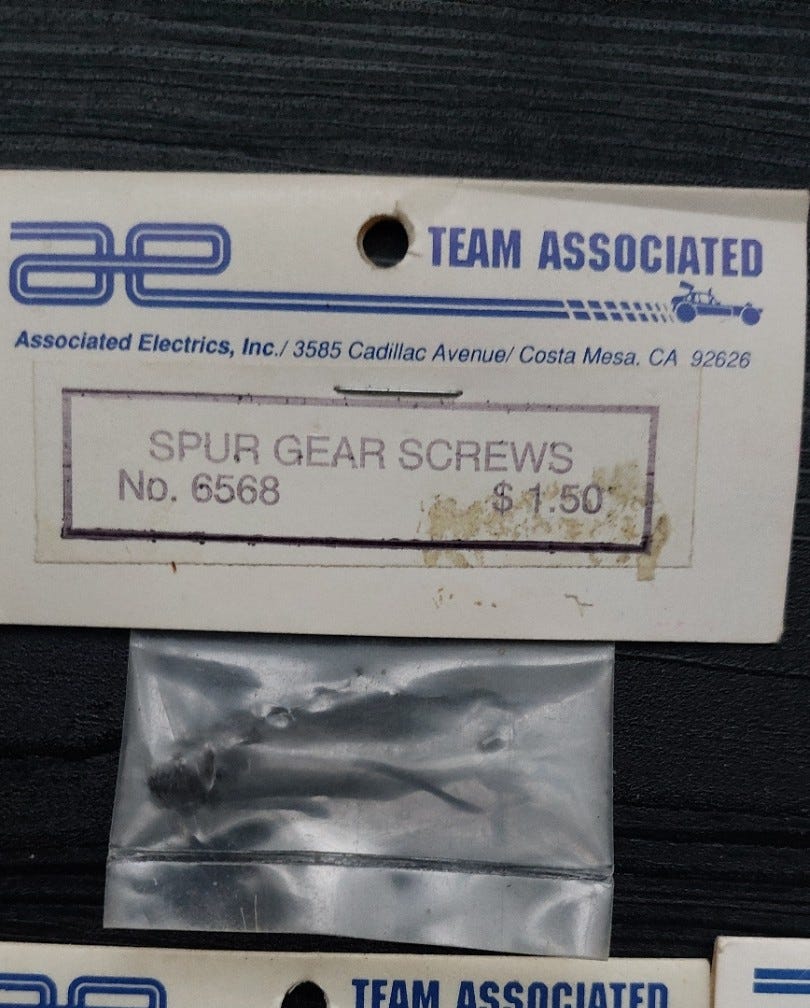 ae TEAM ASSOCIATED
Associated Electrics, Inc./ 3585 Cadillac Avenue/ Costa Mesa, CA 92626
SPUR GEAR SCREWS
No. 6568 $ 1.50
TEAM ASSOCIATED